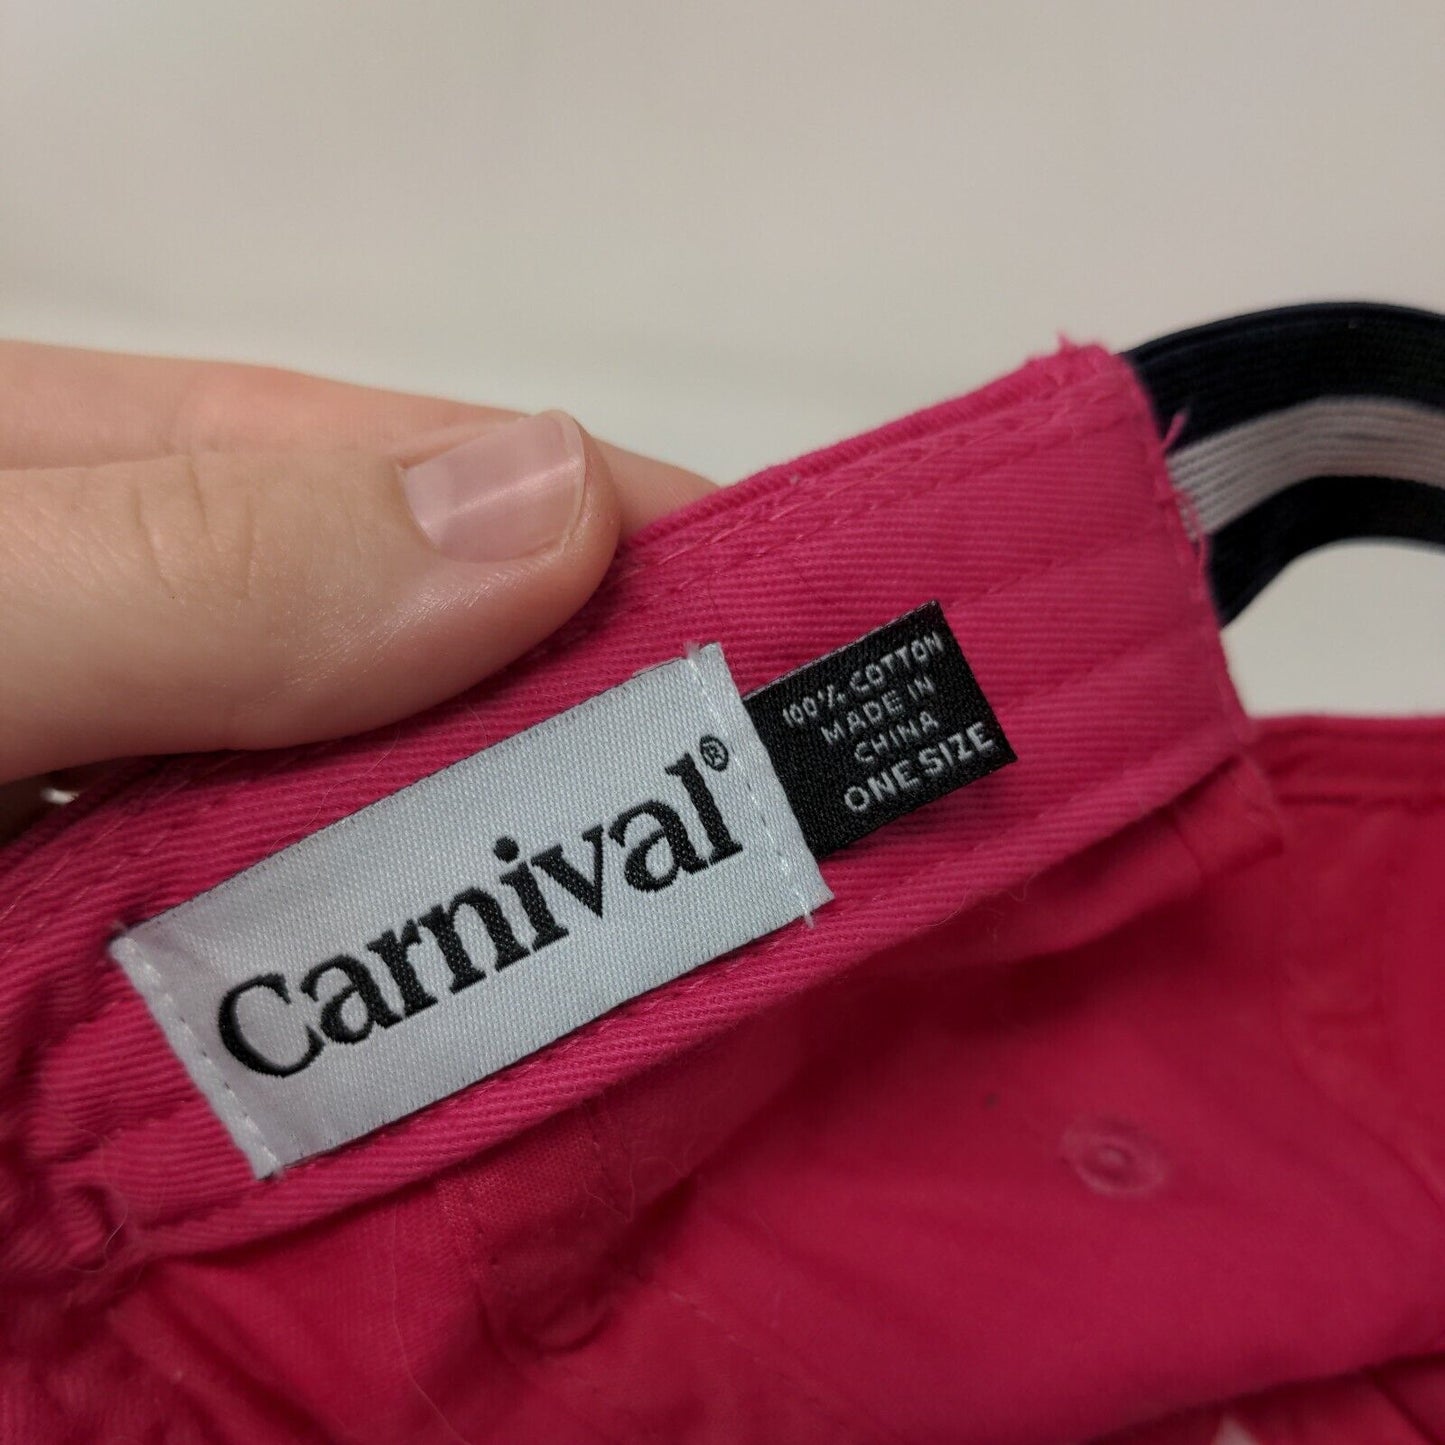 Carnival®
100% COTTON
MADE IN
CHINA
ONE SIZE